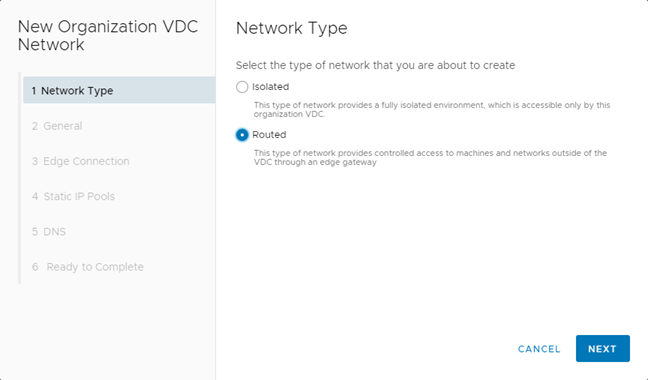 New Organization VDC
Network
1 Network Type
2 General
3 Edge Connection
4 Static IP Pools
5 DNS
6 Ready to Complete
Network Type
Select the type of network that you are about to create
Isolated
This type of network provides a fully isolated environment, which is accessible only by this
organization VDC.
Routed
This type of network provides controlled access to machines and networks outside of the
VDC through an edge gateway
CANCEL
NEXT